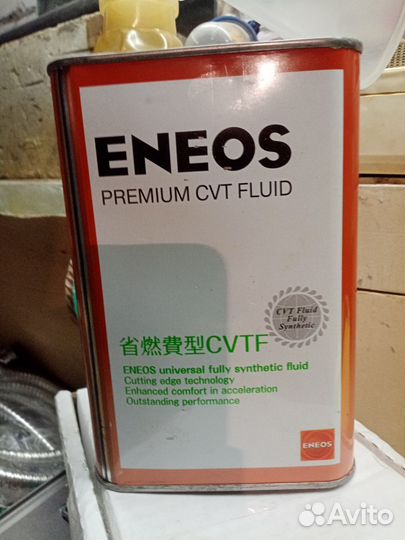 ENEOS
PREMIUM CVT FLUID
CVT Fluid
Fully
Synthetic
省燃費型CVTF
ENEOS universal fully synthetic fluid
Cutting edge technology
Enhanced comfort in acceleration
Outstanding performance
ENEOS
Avito